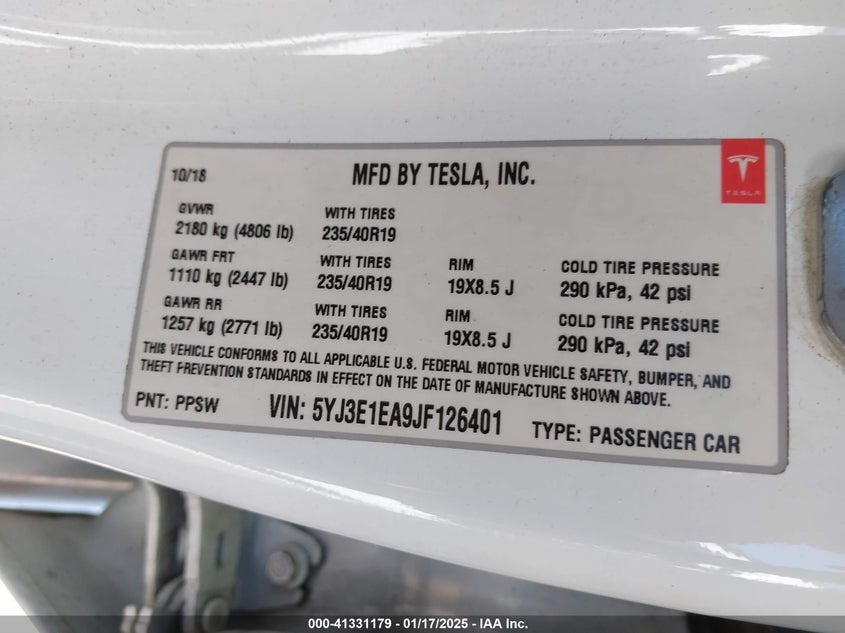 10/18
MFD BY TESLA, INC.
TESLA
GVWR
2180 kg (4806 lb)
WITH TIRES
235/40R19
GAWR FRT
1110 kg (2447 lb)
WITH TIRES
235/40R19
RIM
19X8.5 J
COLD TIRE PRESSURE
290 kPa, 42 psi
GAWR RR
1257 kg (2771 lb)
WITH TIRES
235/40R19
RIM
19X8.5 J
COLD TIRE PRESSURE
290 kPa, 42 psi
THIS VEHICLE CONFORMS TO ALL APPLICABLE U.S. FEDERAL MOTOR VEHICLE SAFETY, BUMPER, AND
THEFT PREVENTION STANDARDS IN EFFECT ON THE DATE OF MANUFACTURE SHOWN ABOVE.
PNT: PPSW
VIN: 5YJ3E1EA9JF126401
TYPE: PASSENGER CAR
000-41331179 - 01/17/2025 - IAA Inc.